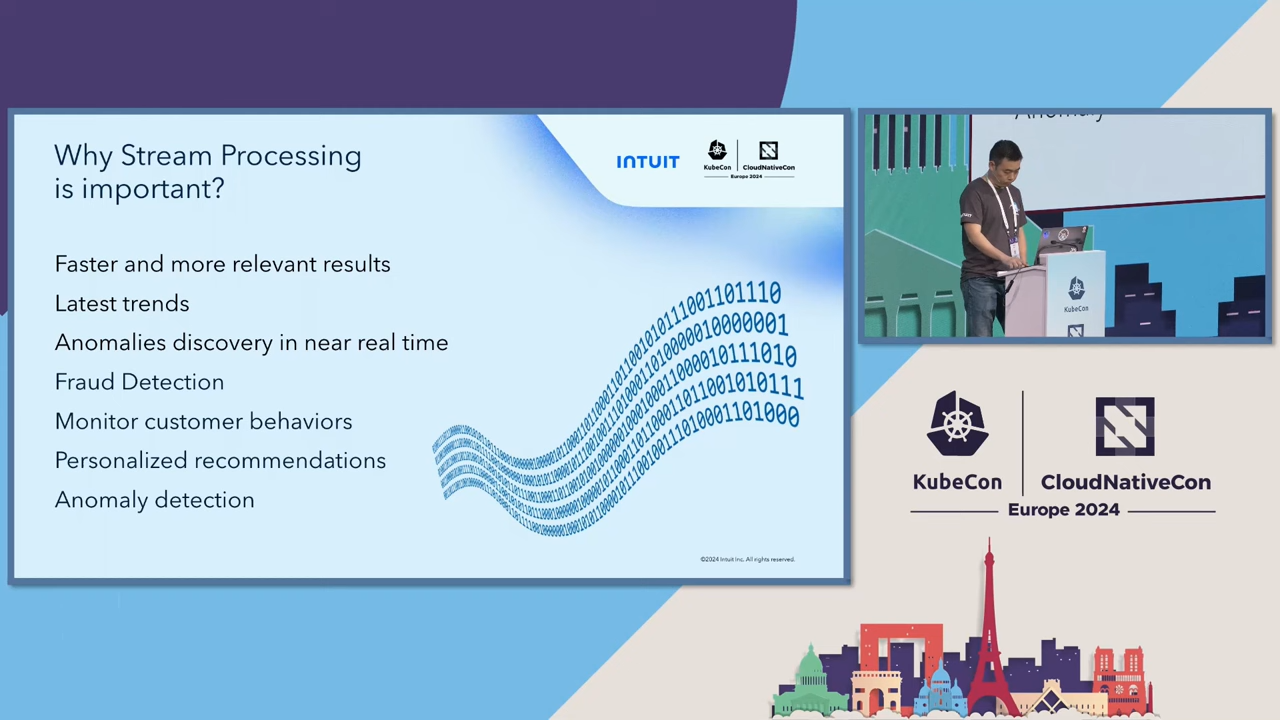 Why Stream Processing
is important?
INTUIT
KubeCon
CloudNativeCon
Europe 2024
Faster and more relevant results
Latest trends
Anomalies discovery in near real time
Fraud Detection
Monitor customer behaviors
Personalized recommendations
Anomaly detection
©2024 Intuit Inc. All rights reserved.
Anomaly
KubeCon
KubeCon
CloudNativeCon
Europe 2024